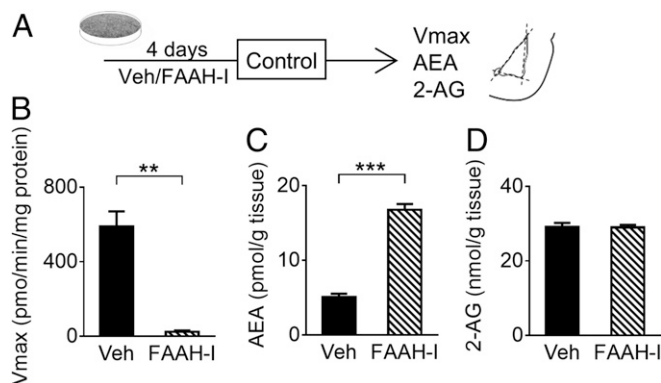 A
4 days
Veh/FAAH-I
Control
Vmax
AEA
2-AG
B
Vmax (pmo/min/mg protein)
800
400
0
**
Veh FAAH-I
C
AEA (pmol/g tissue)
20
10
0
***
Veh FAAH-I
D
2-AG (nmol/g tissue)
40
20
0
Veh FAAH-I